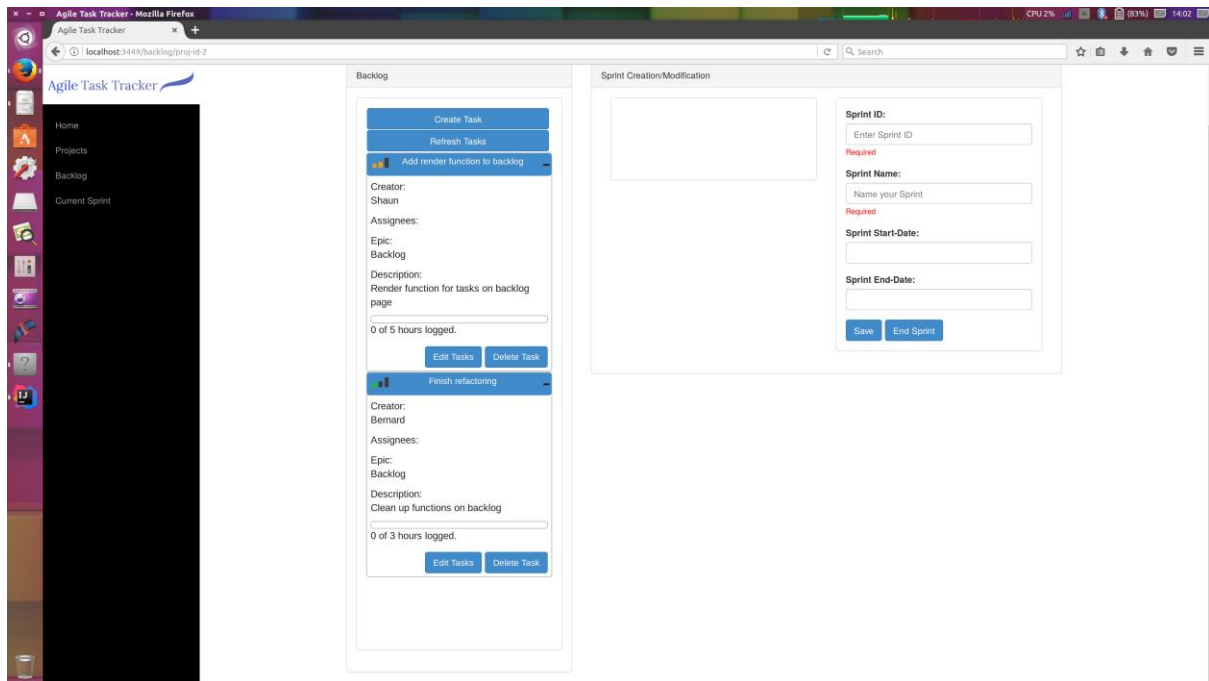 Agile Task Tracker - Mozilla Firefox
CPU 2%
(83%)
14:02
Agile Task Tracker
localhost:3449/backlog/proj-id-2
Search
Agile Task Tracker
Home
Projects
Backlog
Current Sprint
Backlog
Create Task
Refresh Tasks
Add render function to backlog
Creator:
Shaun
Assignees:
Epic:
Backlog
Description:
Render function for tasks on backlog
page
0 of 5 hours logged.
Edit Tasks
Delete Task
Finish refactoring
Creator:
Bernard
Assignees:
Epic:
Backlog
Description:
Clean up functions on backlog
0 of 3 hours logged.
Edit Tasks
Delete Task
Sprint Creation/Modification
Sprint ID:
Enter Sprint ID
Required
Sprint Name:
Name your Sprint
Required
Sprint Start-Date:
Sprint End-Date:
Save
End Sprint